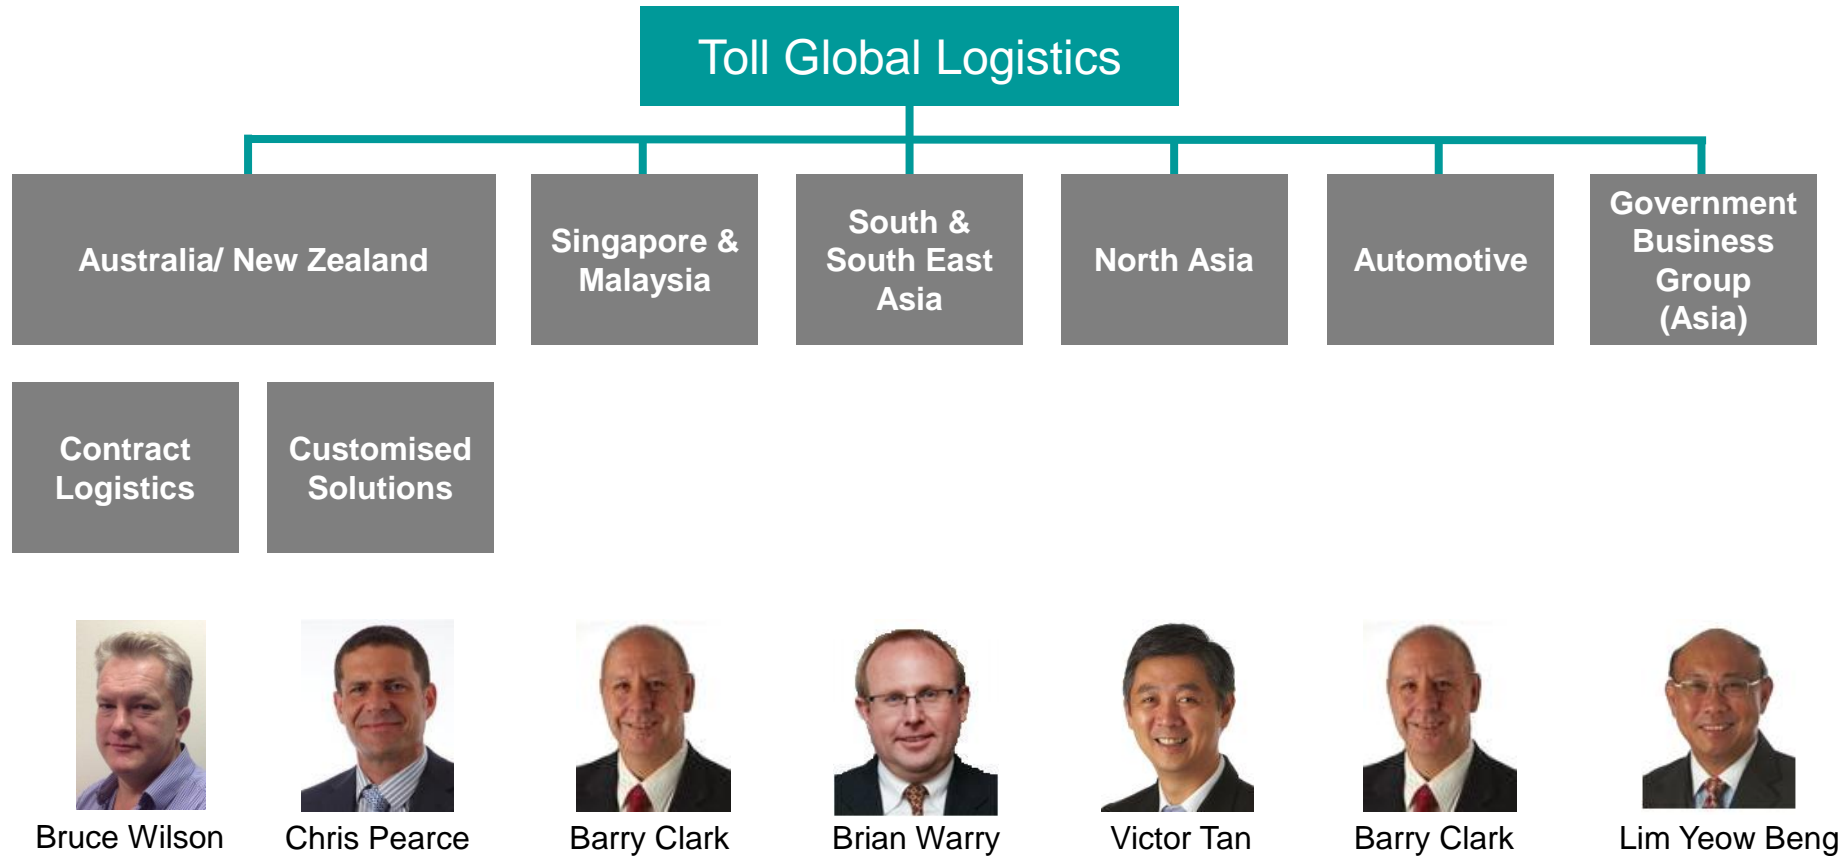 Toll Global Logistics
Australia/ New Zealand
Singapore &
Malaysia
South &
South East
Asia
North Asia
Automotive
Government
Business
Group
(Asia)
Contract
Logistics
Customised
Solutions
Bruce Wilson
Chris Pearce
Barry Clark
Brian Warry
Victor Tan
Barry Clark
Lim Yeow Beng